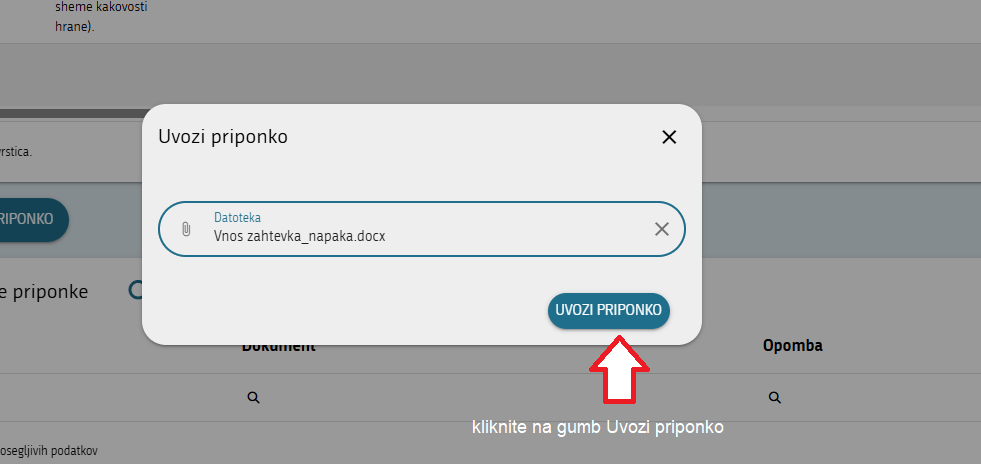 sheme kakovosti
hrane).
Uvozi priponko
rstica.
Datoteka
Vnos zahtevka_napaka.docx
RIPONKO
e priponke
UVOZI PRIPONKO
Dokument
Opomba
kliknite na gumb Uvozi priponko
osegljivih podatkov